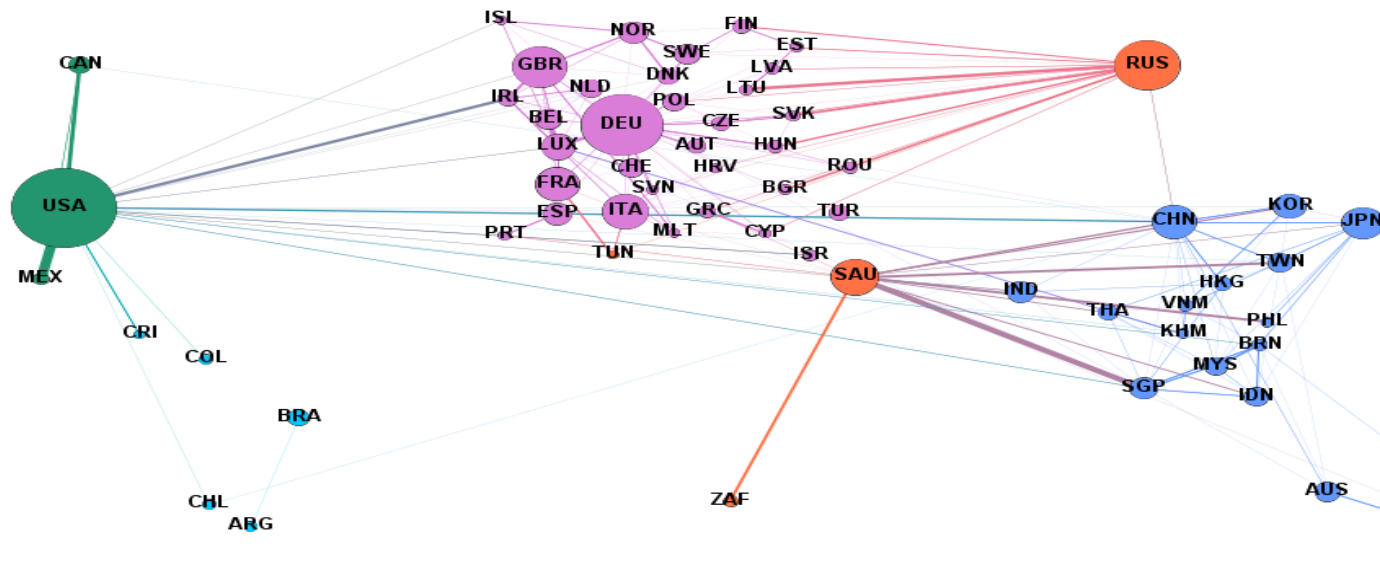 ISL
NOR
FIN
SWE
EST
CAN
GBR
DNK
LVA
RUS
IRL
NLD
LTU
POL
BEL
DEU
CZE
SVK
LUX
AUT
HUN
CHE
HRV
ROU
FRA
SVN
BGR
USA
ESP
ITA
GRC
TUR
CHN
KOR
JPN
PRT
MLT
CYP
TUN
ISR
MEX
SAU
TWN
IND
HKG
VNM
THA
PHL
CRI
KHM
BRN
COL
MYS
SGP
IDN
BRA
CHL
ZAF
AUS
ARG